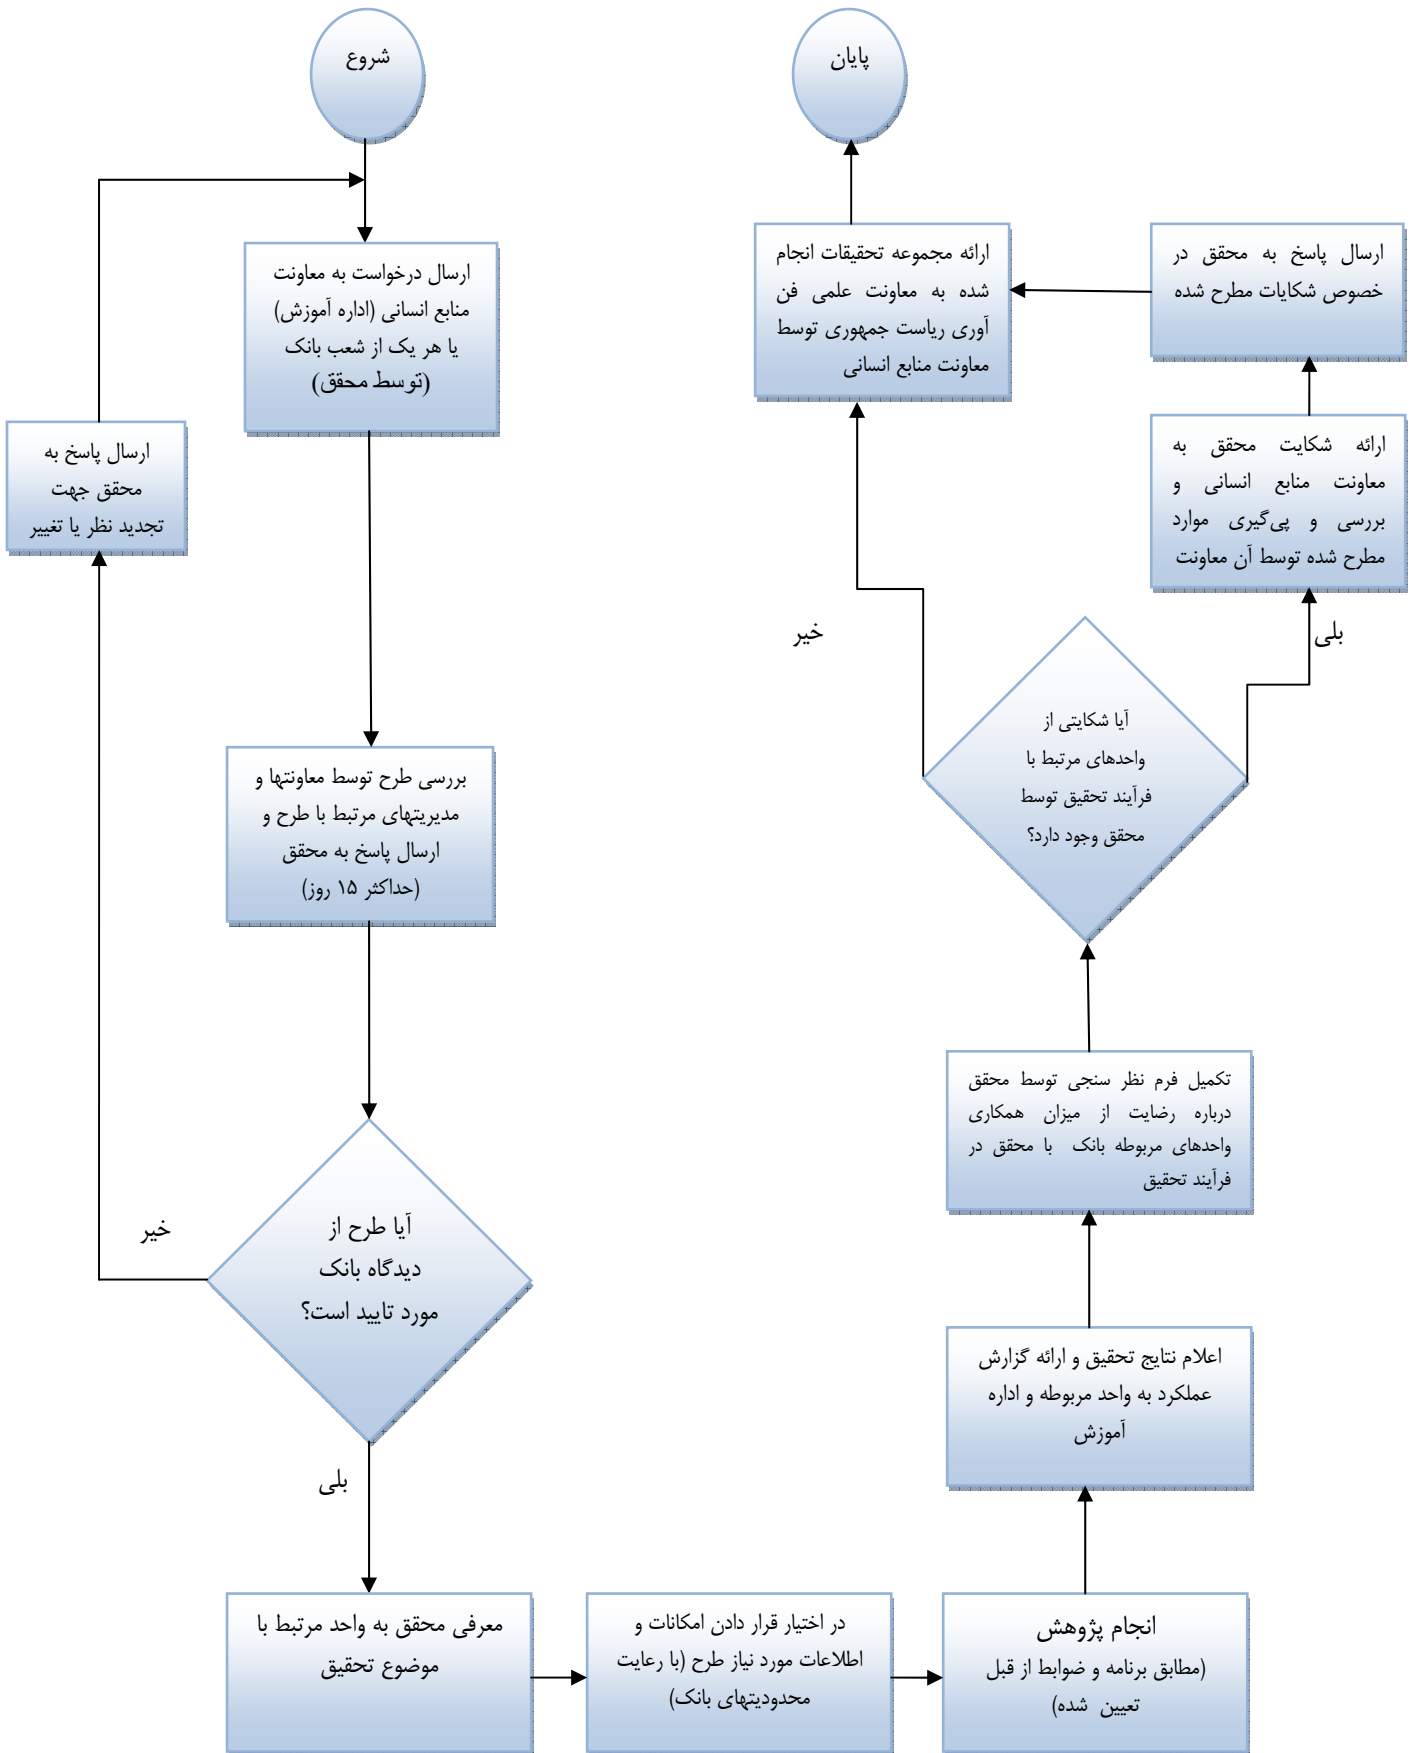 شروع
ارسال درخواست به معاونت
منابع انسانی (اداره آموزش)
یا هر یک از شعب بانک
(توسط محقق)
ارسال پاسخ به
محقق جهت
تجدید نظر یا تغییر
بررسی طرح توسط معاونتها و
مدیریتهای مرتبط با طرح و
ارسال پاسخ به محقق
(حداکثر ۱۵ روز)
آیا طرح از
دیدگاه بانک
مورد تایید است؟
خیر
بلی
معرفی محقق به واحد مرتبط با
موضوع تحقیق
در اختیار قرار دادن امکانات و
اطلاعات مورد نیاز طرح (با رعایت
محدودیتهای بانک)
انجام پژوهش
(مطابق برنامه و ضوابط از قبل
تعیین شده)
اعلام نتایج تحقیق و ارائه گزارش
عملکرد به واحد مربوطه و اداره
آموزش
تکمیل فرم نظر سنجی توسط محقق
درباره رضایت از میزان همکاری
واحدهای مربوطه بانک با محقق در
فرآیند تحقیق
آیا شکایتی از
واحدهای مرتبط با
فرآیند تحقیق توسط
محقق وجود دارد؟
بلی
خیر
ارائه شکایت محقق به
معاونت منابع انسانی و
بررسی و پی‌گیری موارد
مطرح شده توسط آن معاونت
ارسال پاسخ به محقق در
خصوص شکایات مطرح شده
ارائه مجموعه تحقیقات انجام
شده به معاونت علمی فن
آوری ریاست جمهوری توسط
معاونت منابع انسانی
پایان